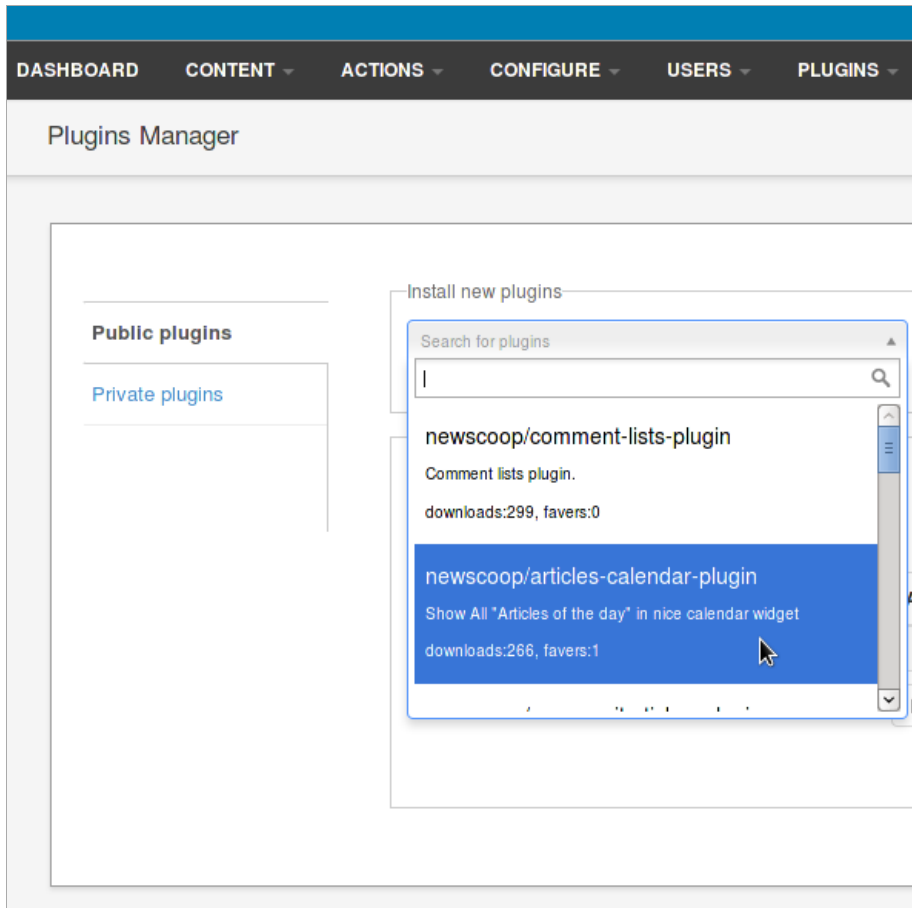 DASHBOARD CONTENT ACTIONS CONFIGURE USERS PLUGINS
Plugins Manager
Public plugins
Private plugins
Install new plugins
Search for plugins
newscoop/comment-lists-plugin
Comment lists plugin.
downloads:299, favers:0
newscoop/articles-calendar-plugin
Show All "Articles of the day" in nice calendar widget
downloads:266, favers:1